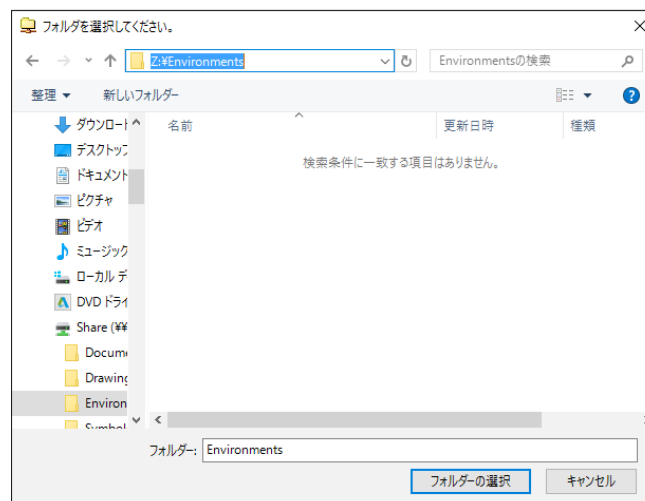 フォルダを選択してください。
Z:¥Environments
Environmentsの検索
整理
新しいフォルダー
名前
更新日時
種類
検索条件に一致する項目はありません。
ダウンロード
デスクトップ
ドキュメント
ピクチャ
ビデオ
ミュージック
ローカル デ
DVD ドライ
Share (¥¥
Docume
Drawing
Environ
Symbol
フォルダー:
Environments
フォルダーの選択
キャンセル